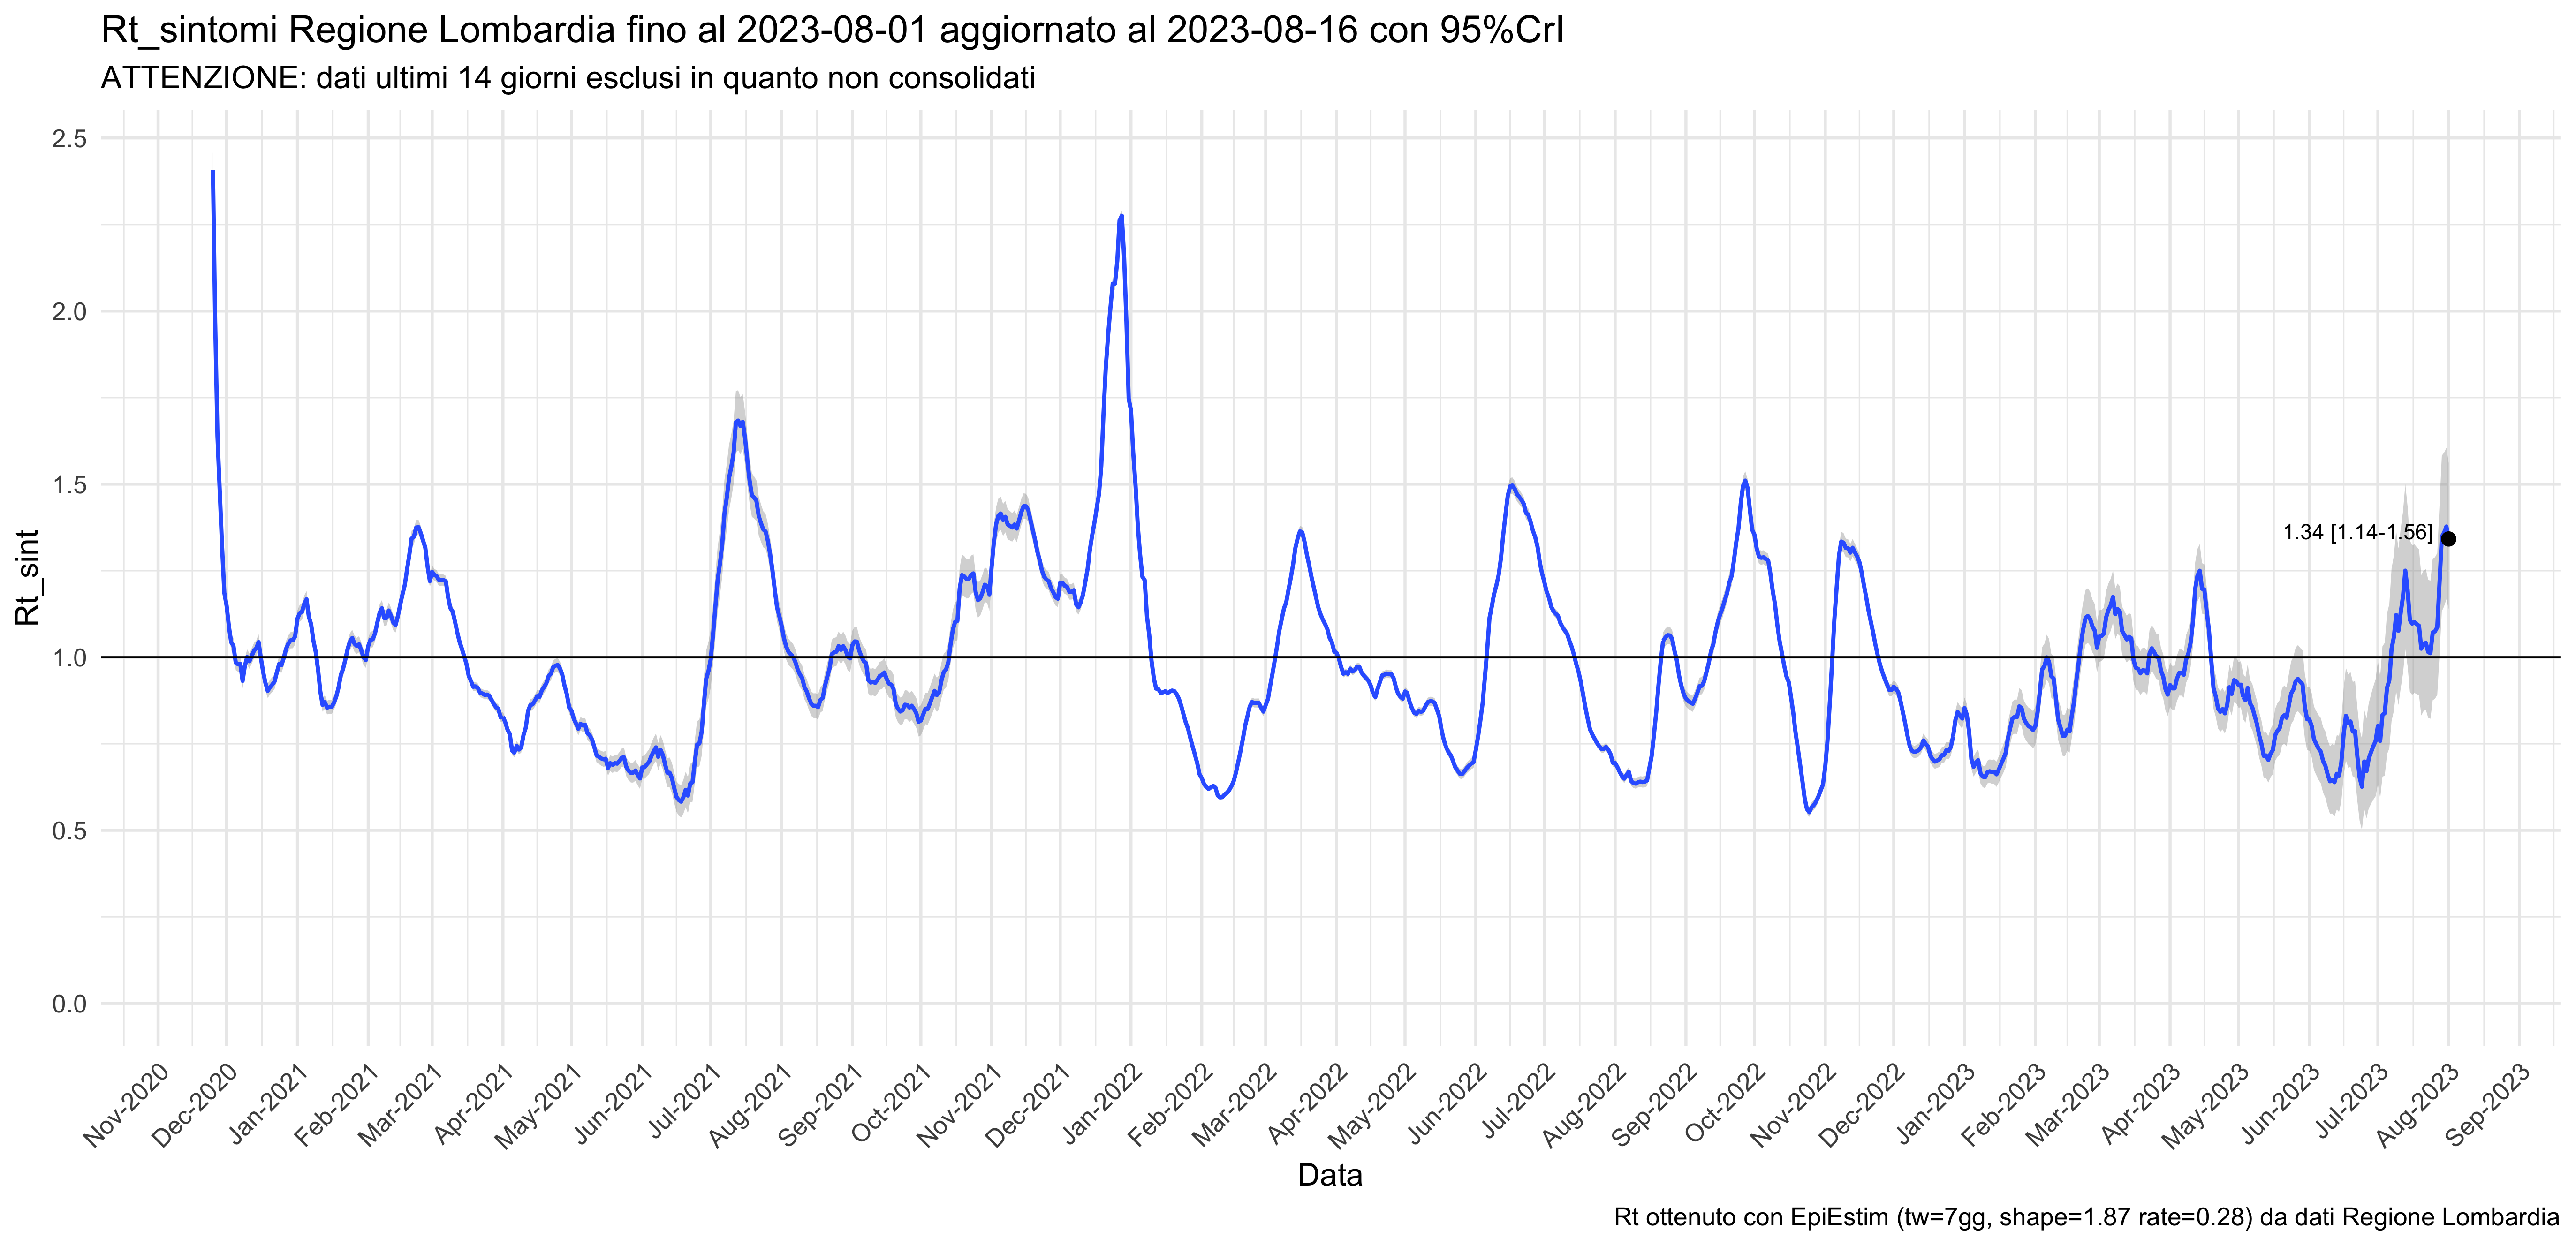 Rt_sintomi Regione Lombardia fino al 2023-08-01 aggiornato al 2023-08-16 con 95%CrI
ATTENZIONE: dati ultimi 14 giorni esclusi in quanto non consolidati
2.5
2.0
1.5
1.0
0.5
0.0
Rt_sint
1.34 [1.14-1.56]
Nov-2020
Dec-2020
Jan-2021
Feb-2021
Mar-2021
Apr-2021
May-2021
Jun-2021
Jul-2021
Aug-2021
Sep-2021
Oct-2021
Nov-2021
Dec-2021
Jan-2022
Feb-2022
Mar-2022
Apr-2022
May-2022
Jun-2022
Jul-2022
Aug-2022
Sep-2022
Oct-2022
Nov-2022
Dec-2022
Jan-2023
Feb-2023
Mar-2023
Apr-2023
May-2023
Jun-2023
Jul-2023
Aug-2023
Sep-2023
Data
Rt ottenuto con EpiEstim (tw=7gg, shape=1.87 rate=0.28) da dati Regione Lombardia